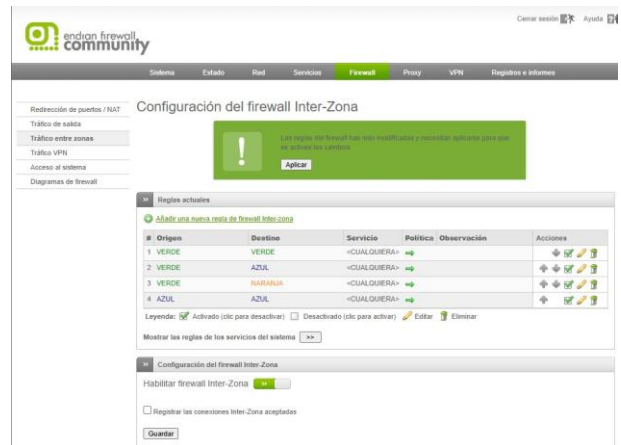 Cerrar sesión Ayuda
endian firewall
community
Sistema Estado Red Servicios Firewall Proxy VPN Registros e informes
Redirección de puertos / NAT
Tráfico de salida
Tráfico entre zonas
Tráfico VPN
Acceso al sistema
Diagramas de firewall
Configuración del firewall Inter-Zona
Las reglas del firewall han sido modificadas y necesitan aplicarse para que
se activen los cambios
Aplicar
>> Reglas actuales
Añadir una nueva regla de firewall Inter-zona
# Origen Destino Servicio Política Observación Acciones
1 VERDE VERDE <CUALQUIERA>
2 VERDE AZUL <CUALQUIERA>
3 VERDE NARANJA <CUALQUIERA>
4 AZUL AZUL <CUALQUIERA>
Leyenda: Activado (clic para desactivar) Desactivado (clic para activar) Editar Eliminar
Mostrar las reglas de los servicios del sistema >>
>> Configuración del firewall Inter-Zona
Habilitar firewall Inter-Zona
Registrar las conexiones Inter-Zona aceptadas
Guardar